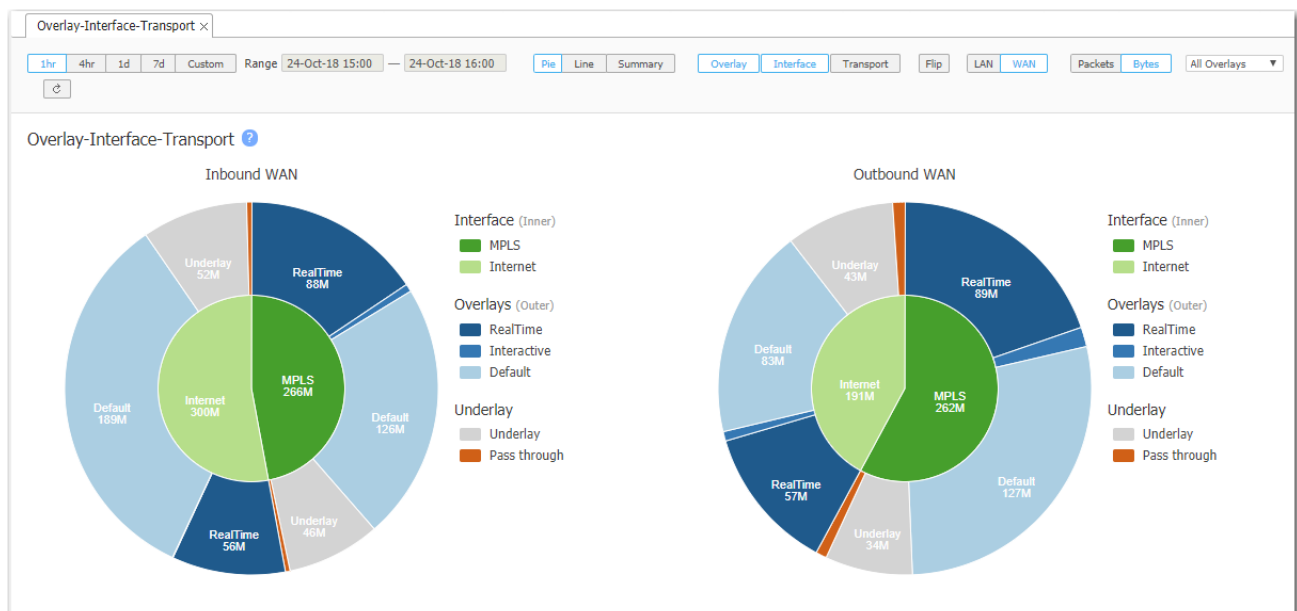 Overlay-Interface-Transport ×
1hr 4hr 1d 7d Custom Range 24-Oct-18 15:00 — 24-Oct-18 16:00 Pie Line Summary Overlay Interface Transport Flip LAN WAN Packets Bytes All Overlays ▼
Overlay-Interface-Transport ?
Inbound WAN
Underlay
52M
RealTime
88M
Default
189M
Internet
300M
MPLS
266M
Default
126M
RealTime
56M
Underlay
46M
Interface (Inner)
MPLS
Internet
Overlays (Outer)
RealTime
Interactive
Default
Underlay
Underlay
Pass through
Outbound WAN
Underlay
43M
RealTime
89M
Default
83M
Internet
191M
MPLS
262M
RealTime
57M
Default
127M
Underlay
34M
Interface (Inner)
MPLS
Internet
Overlays (Outer)
RealTime
Interactive
Default
Underlay
Underlay
Pass through